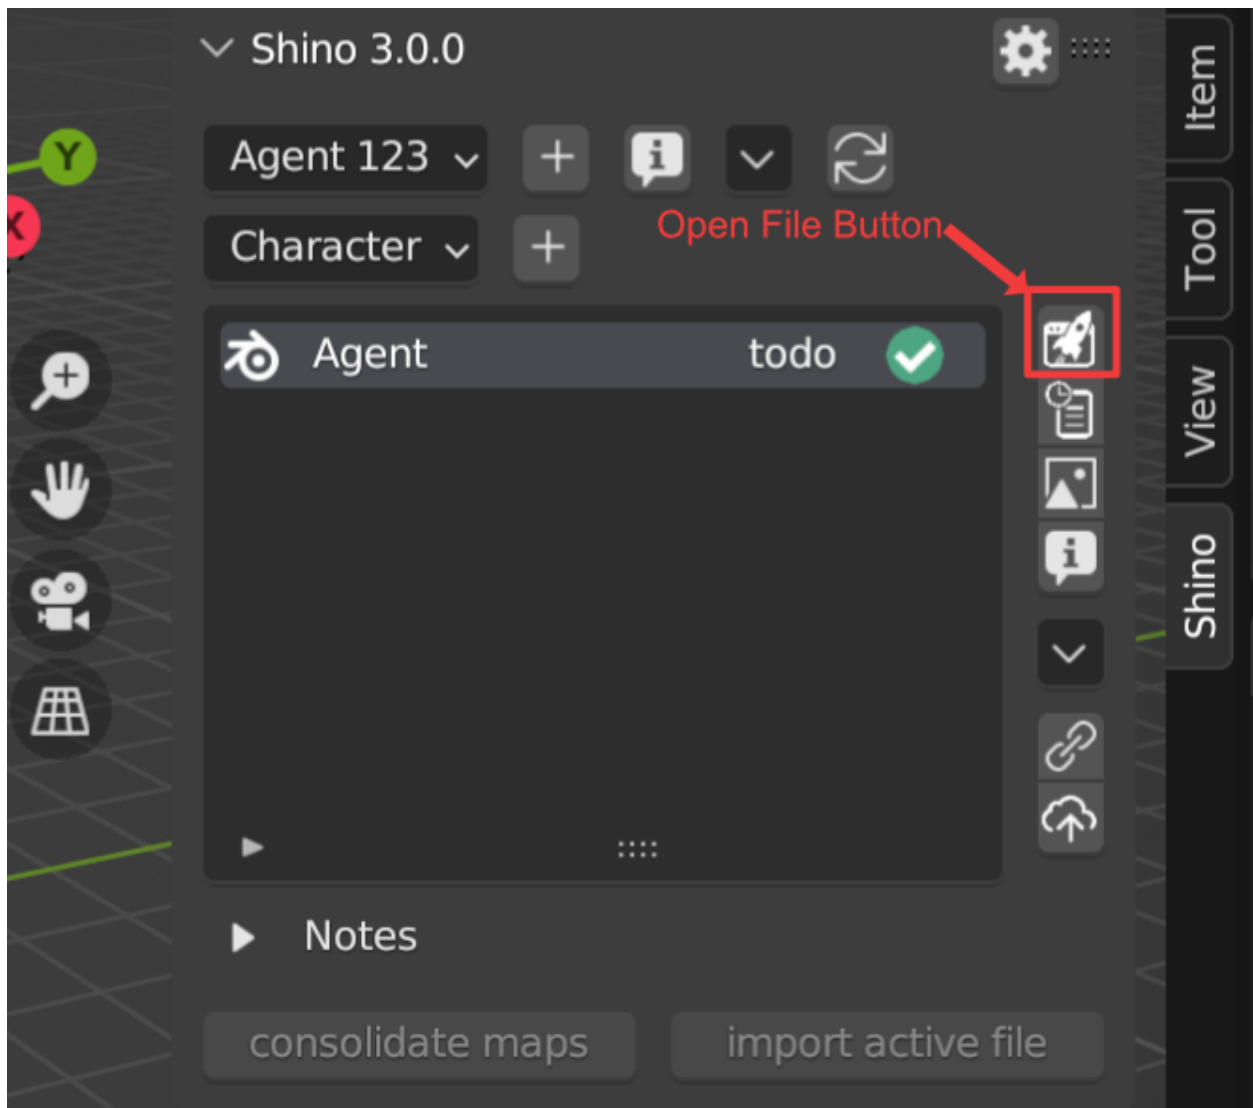 Shino 3.0.0
Item
Y
Agent 123
X
Character
Open File Button
Tool
Agent todo
View
Shino
Notes
consolidate maps import active file